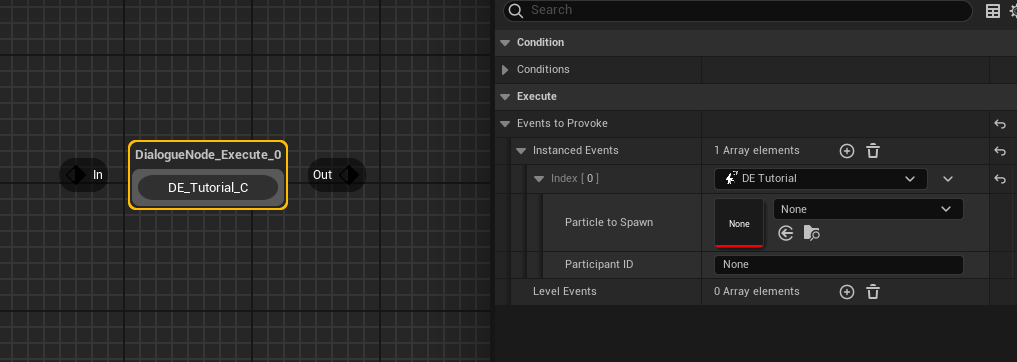 DialogueNode_Execute_0
In
DE_Tutorial_C
Out
Search
Condition
Conditions
Execute
Events to Provoke
Instanced Events
1 Array elements
Index [ 0 ]
DE Tutorial
Particle to Spawn
None
None
Participant ID
None
Level Events
0 Array elements